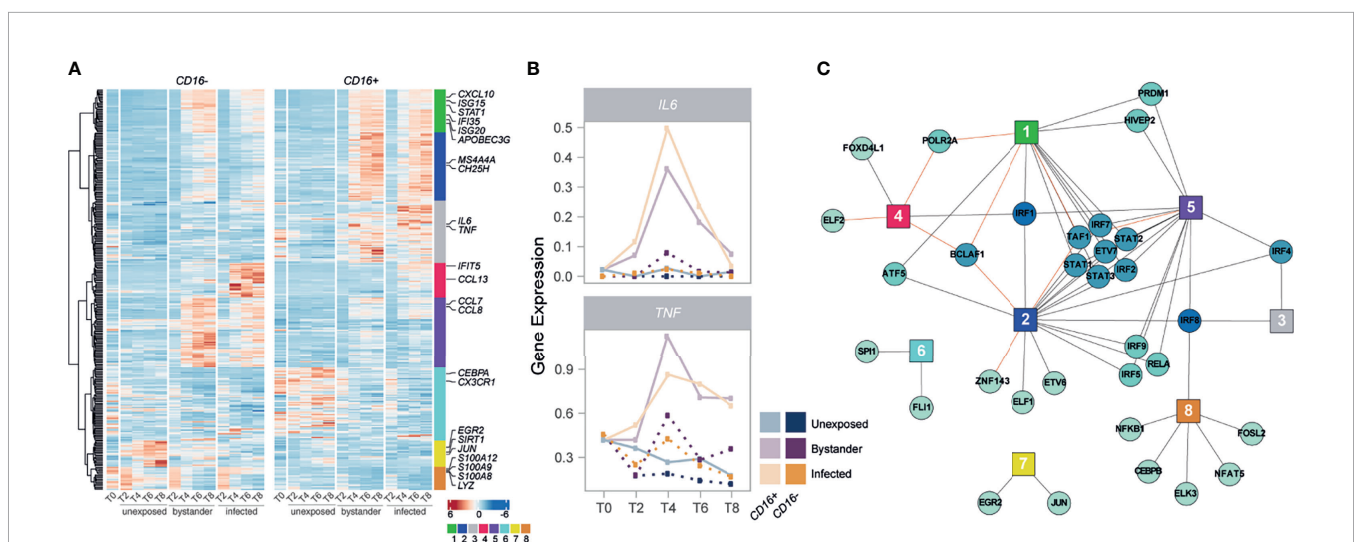 A
CD16-
CD16+
CXCL10
ISG15
STAT1
IFI35
ISG20
APOBEC3G
MS4A4A
CH25H
IL6
TNF
IFIT5
CCL13
CCL7
CCL8
CEBPA
CX3CR1
EGR2
SIRT1
JUN
S100A12
S100A9
S100A8
LYZ
T0 T2 T4 T6 T8 T2 T4 T6 T8 T2 T4 T6 T8
T0 T2 T4 T6 T8 T2 T4 T6 T8 T2 T4 T6 T8
unexposed bystander infected
unexposed bystander infected
6 0 -6
1 2 3 4 5 6 7 8
B
IL6
0.5
0.4
0.3
0.2
0.1
0.0
TNF
0.9
0.6
0.3
Gene Expression
T0 T2 T4 T6 T8
Unexposed
Bystander
Infected
CD16+
CD16-
C
PRDM1
HIVEP2
1
POLR2A
FOXD4L1
5
4
IRF1
ELF2
IRF7
TAF1
STAT2
ETV7
BCLAF1
IRF4
STAT1
IRF2
STAT3
ATF5
2
IRF8
3
6
SPI1
IRF9
RELA
IRF5
ZNF143
ETV6
ELF1
FLI1
8
NFKB1
FOSL2
7
CEBPB
NFAT5
ELK3
EGR2
JUN